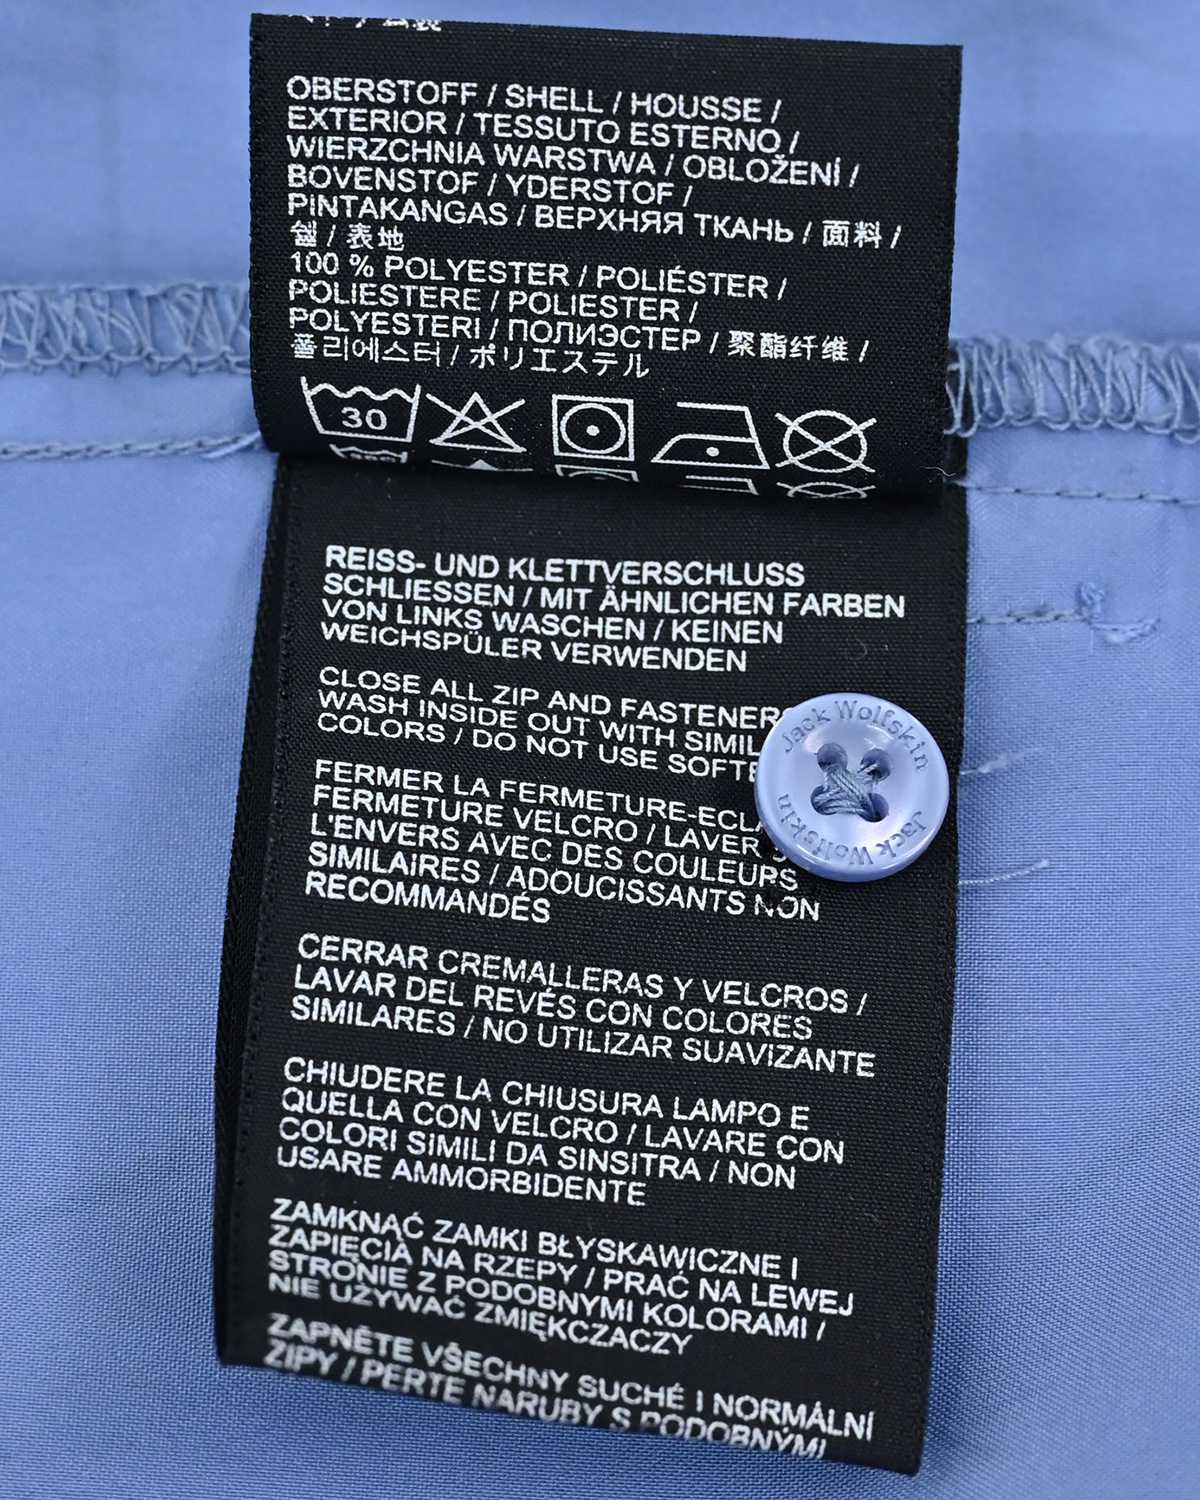 OBERSTOFF / SHELL / HOUSSE /
EXTERIOR / TESSUTO ESTERNO /
WIERZCHNIA WARSTWA / OBLOŽENÍ /
BOVENSTOF / YDERSTOF /
PINTAKANGAS / ВЕРХНЯЯ ТКАНЬ / 面料 /
쉘 / 表地
100 % POLYESTER / POLIÉSTER /
POLIESTERE / POLIESTER /
POLYESTERI / ПОЛИЭСТЕР / 聚酯纤维 /
폴리에스터 / ポリエステル
30
REISS- UND KLETTVERSCHLUSS
SCHLIESSEN / MIT ÄHNLICHEN FARBEN
VON LINKS WASCHEN / KEINEN
WEICHSPÜLER VERWENDEN
CLOSE ALL ZIP AND FASTENER
WASH INSIDE OUT WITH SIMIL
COLORS / DO NOT USE SOFTE
FERMER LA FERMETURE-ECLA
FERMETURE VELCRO / LAVER
L'ENVERS AVEC DES COULEURS
SIMILAIRES / ADOUCISSANTS NON
RECOMMANDÉS
CERRAR CREMALLERAS Y VELCROS /
LAVAR DEL REVÉS CON COLORES
SIMILARES / NO UTILIZAR SUAVIZANTE
CHIUDERE LA CHIUSURA LAMPO E
QUELLA CON VELCRO / LAVARE CON
COLORI SIMILI DA SINSITRA / NON
USARE AMMORBIDENTE
ZAMKNĄĆ ZAMKI BŁYSKAWICZNE I
ZAPIĘCIA NA RZEPY / PRAĆ NA LEWEJ
STRONIE Z PODOBNYMI KOLORAMI /
NIE UŻYWAĆ ZMIĘKCZACZY
ZAPNĚTE VŠECHNY SUCHÉ I NORMÁLNÍ
ZIPY / PERTE NARUBY S PODOBNÝMI
Jack Wolfskin
Jack Wolfskin